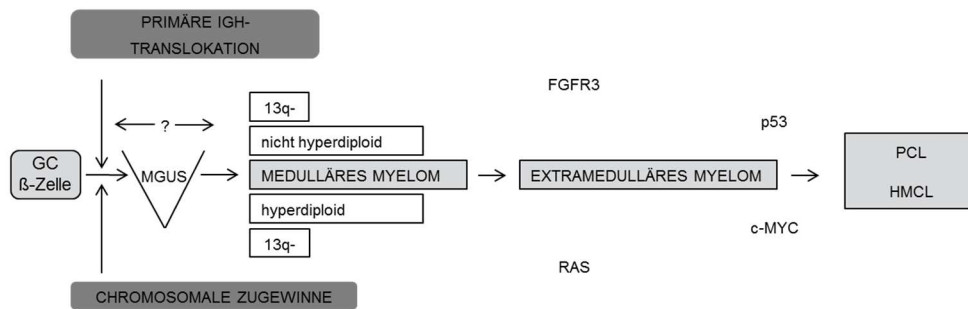 PRIMÄRE IGH-
TRANSLOKATION
FGFR3
13q-
?
p53
nicht hyperdiploid
GC
ß-Zelle
MGUS
MEDULLÄRES MYELOM
EXTRAMEDULLÄRES MYELOM
PCL
HMCL
hyperdiploid
c-MYC
13q-
RAS
CHROMOSOMALE ZUGEWINNE